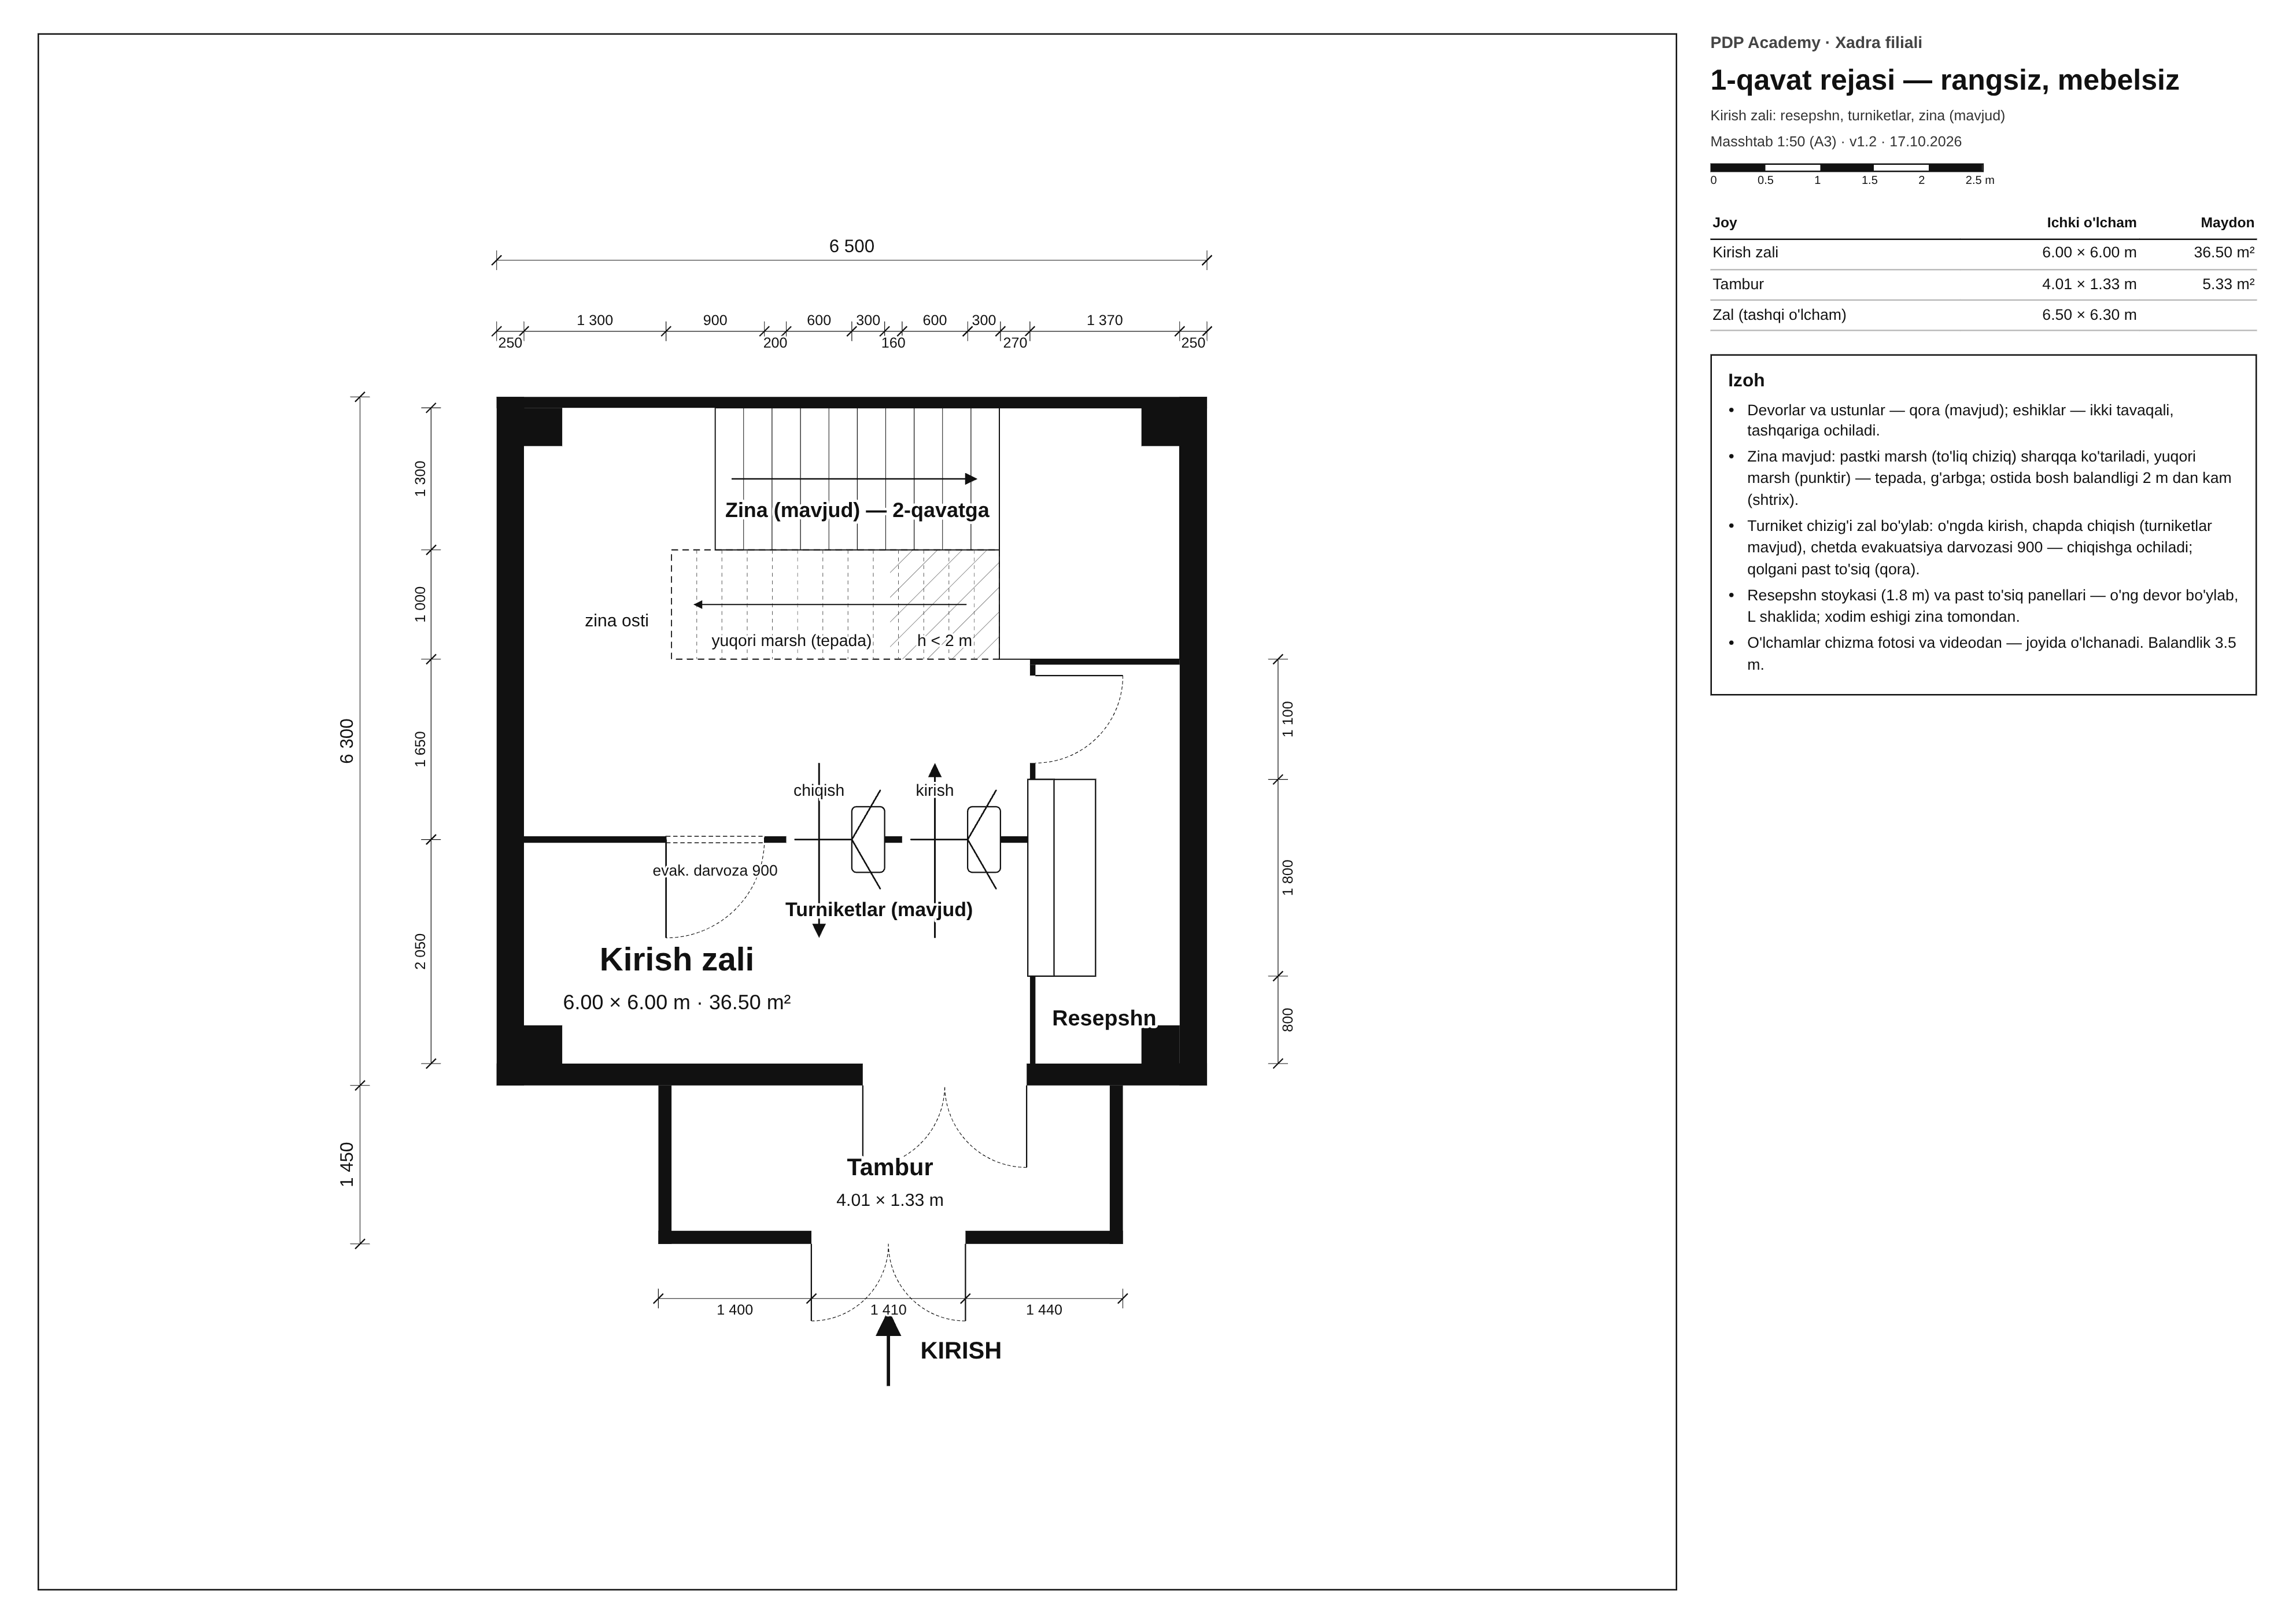 PDP Academy · Xadra filiali
1-qavat rejasi — rangsiz, mebelsiz
Kirish zali: resepshn, turniketlar, zina (mavjud)
Masshtab 1:50 (A3) · v1.2 · 17.10.2026
0 0.5 1 1.5 2 2.5 m
Joy Ichki o'lcham Maydon
Kirish zali 6.00 × 6.00 m 36.50 m²
Tambur 4.01 × 1.33 m 5.33 m²
Zal (tashqi o'lcham) 6.50 × 6.30 m
Izoh
• Devorlar va ustunlar — qora (mavjud); eshiklar — ikki tavaqali,
tashqariga ochiladi.
• Zina mavjud: pastki marsh (to'liq chiziq) sharqqa ko'tariladi, yuqori
marsh (punktir) — tepada, g'arbga; ostida bosh balandligi 2 m dan kam
(shtrix).
• Turniket chizig'i zal bo'ylab: o'ngda kirish, chapda chiqish (turniketlar
mavjud), chetda evakuatsiya darvozasi 900 — chiqishga ochiladi;
qolgani past to'siq (qora).
• Resepshn stoykasi (1.8 m) va past to'siq panellari — o'ng devor bo'ylab,
L shaklida; xodim eshigi zina tomondan.
• O'lchamlar chizma fotosi va videodan — joyida o'lchanadi. Balandlik 3.5
m.
6 500
1 300 900 600 300 600 300 1 370
250 200 160 270 250
6 300
1 450
1 300
1 000
1 650
2 050
1 100
1 800
800
Zina (mavjud) — 2-qavatga
zina osti
yuqori marsh (tepada) h < 2 m
chiqish kirish
evak. darvoza 900
Turniketlar (mavjud)
Kirish zali
6.00 × 6.00 m · 36.50 m²
Resepshn
Tambur
4.01 × 1.33 m
1 400 1 410 1 440
KIRISH